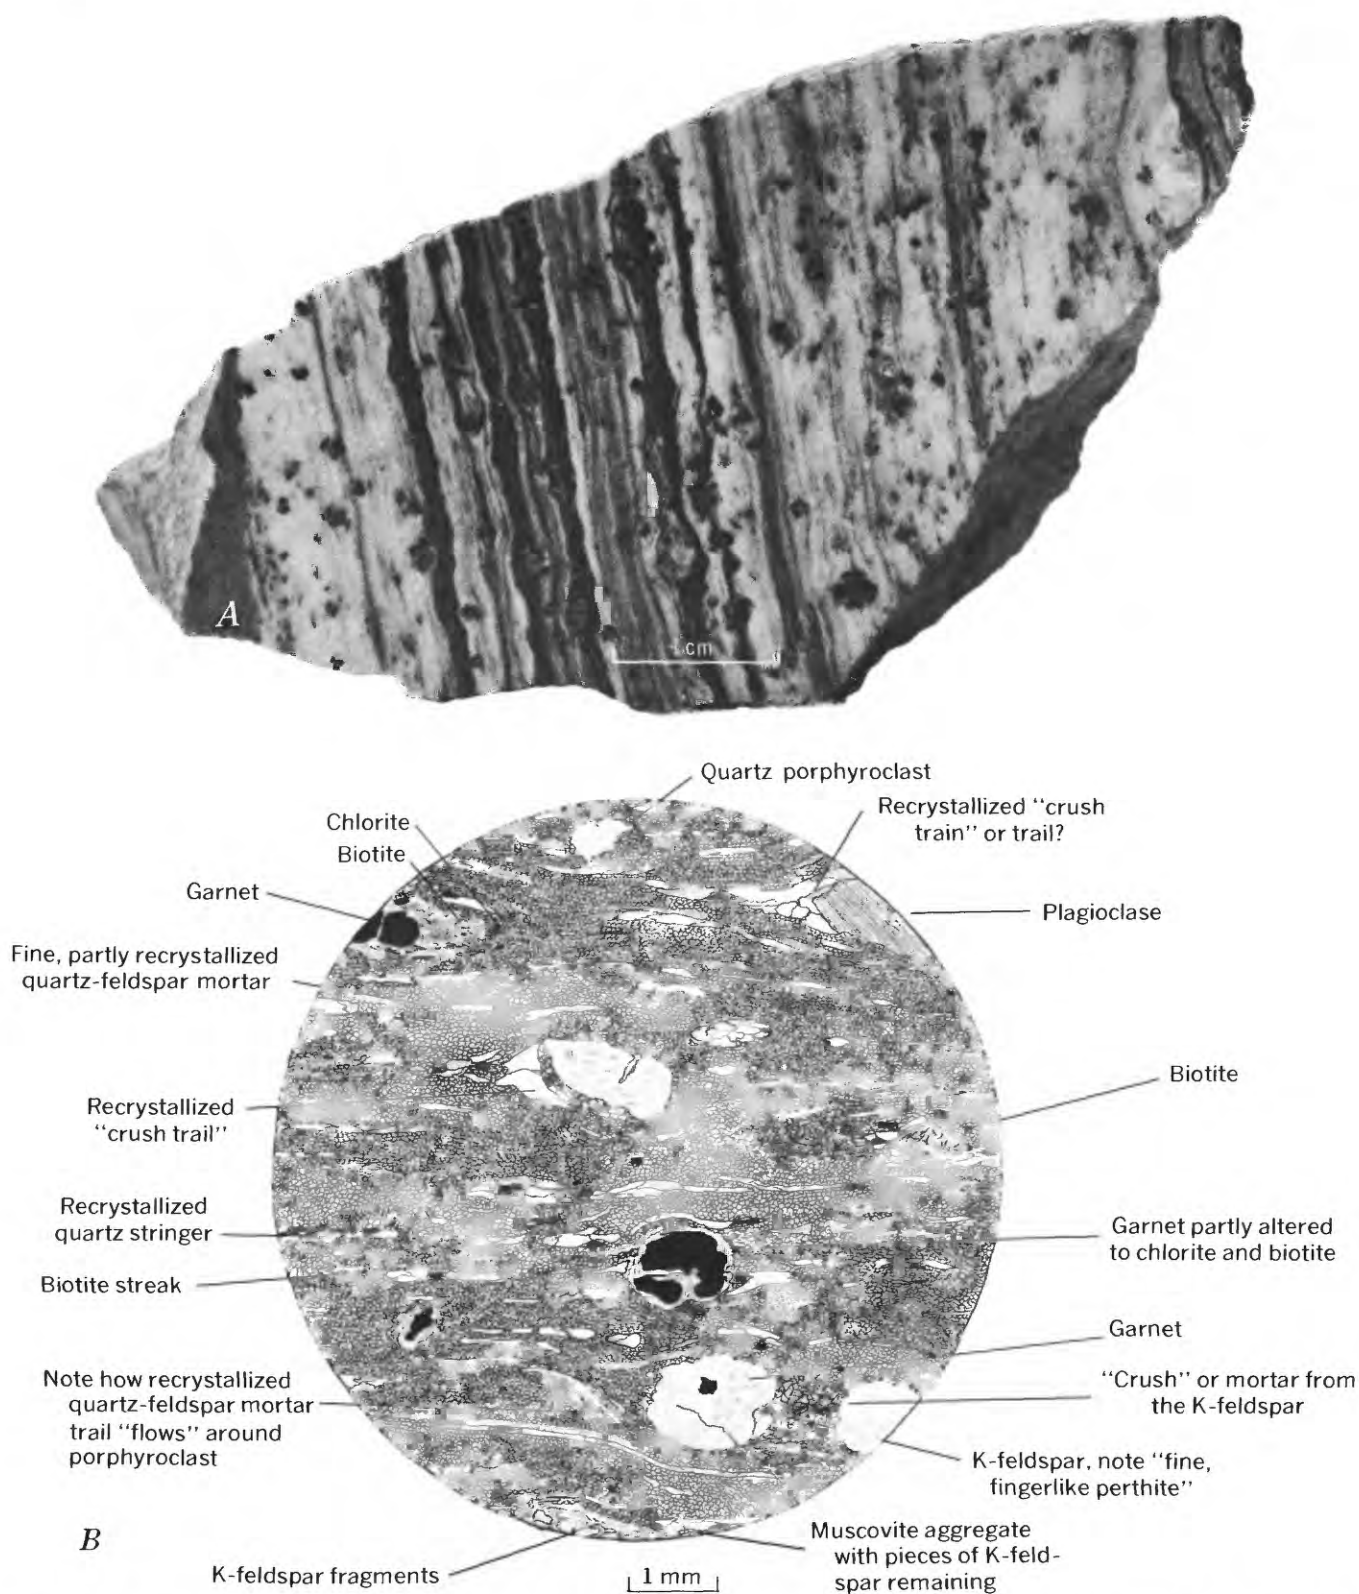 A
1 cm
Quartz porphyroclast
Recrystallized “crush
train” or trail?
Chlorite
Biotite
Garnet
Plagioclase
Fine, partly recrystallized
quartz-feldspar mortar
Biotite
Recrystallized
“crush trail”
Recrystallized
quartz stringer
Garnet partly altered
to chlorite and biotite
Biotite streak
Garnet
Note how recrystallized
quartz-feldspar mortar
trail “flows” around
porphyroclast
“Crush” or mortar from
the K-feldspar
K-feldspar, note “fine,
fingerlike perthite”
B
Muscovite aggregate
with pieces of K-feld-
spar remaining
K-feldspar fragments
1 mm